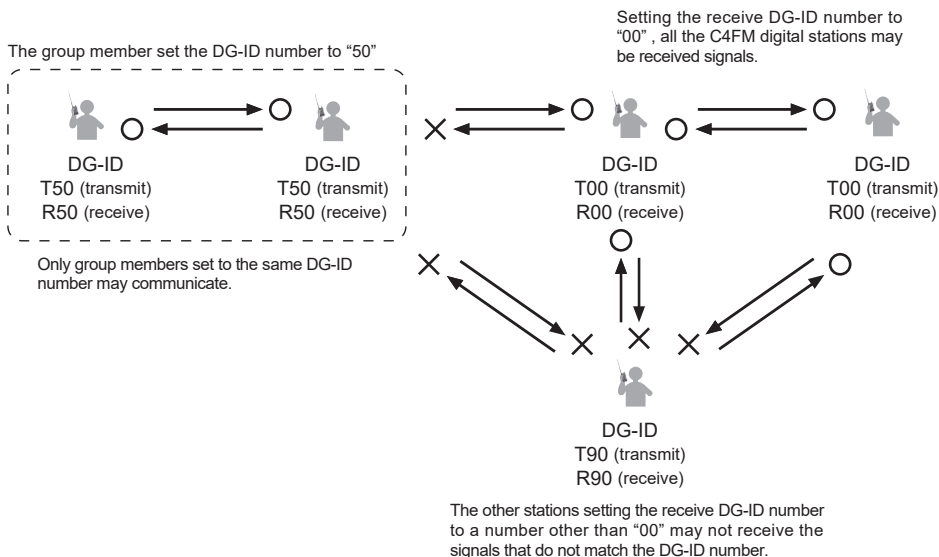 The group member set the DG-ID number to “50”
Setting the receive DG-ID number to
“00” , all the C4FM digital stations may
be received signals.
DG-ID
T50 (transmit)
R50 (receive)
DG-ID
T50 (transmit)
R50 (receive)
DG-ID
T00 (transmit)
R00 (receive)
DG-ID
T00 (transmit)
R00 (receive)
Only group members set to the same DG-ID
number may communicate.
DG-ID
T90 (transmit)
R90 (receive)
The other stations setting the receive DG-ID number
to a number other than “00” may not receive the
signals that do not match the DG-ID number.